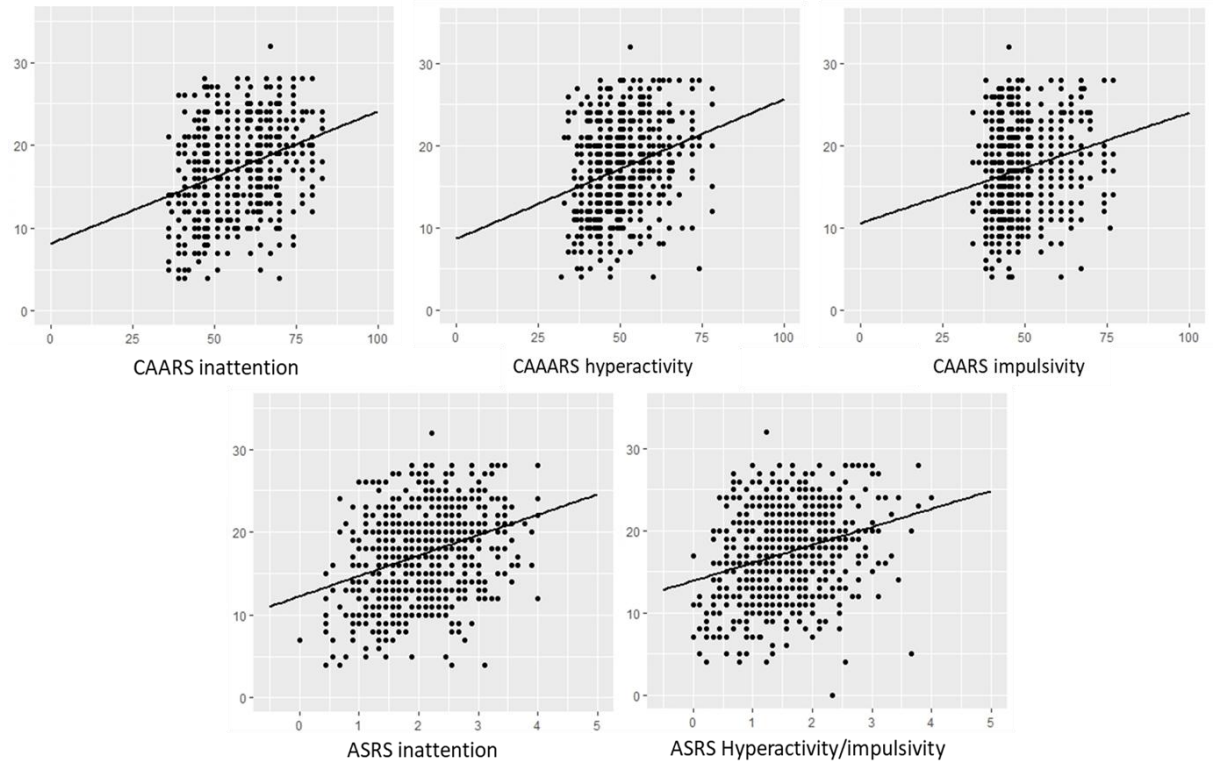 30
20
10
0
0 25 50 75 100
CAARS inattention
30
20
10
0
0 25 50 75 100
CAAARS hyperactivity
30
20
10
0
0 25 50 75 100
CAARS impulsivity
30
20
10
0
0 1 2 3 4 5
ASRS inattention
30
20
10
0
0 1 2 3 4 5
ASRS Hyperactivity/impulsivity